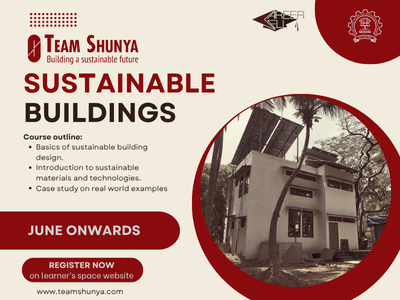 TEAM SHUNYA
Building a sustainable future
SUSTAINABLE
BUILDINGS
Course outline:
Basics of sustainable building
design.
Introduction to sustainable
materials and technologies.
Case study on real world examples
JUNE ONWARDS
REGISTER NOW
on learner's space website
www.teamshunya.com